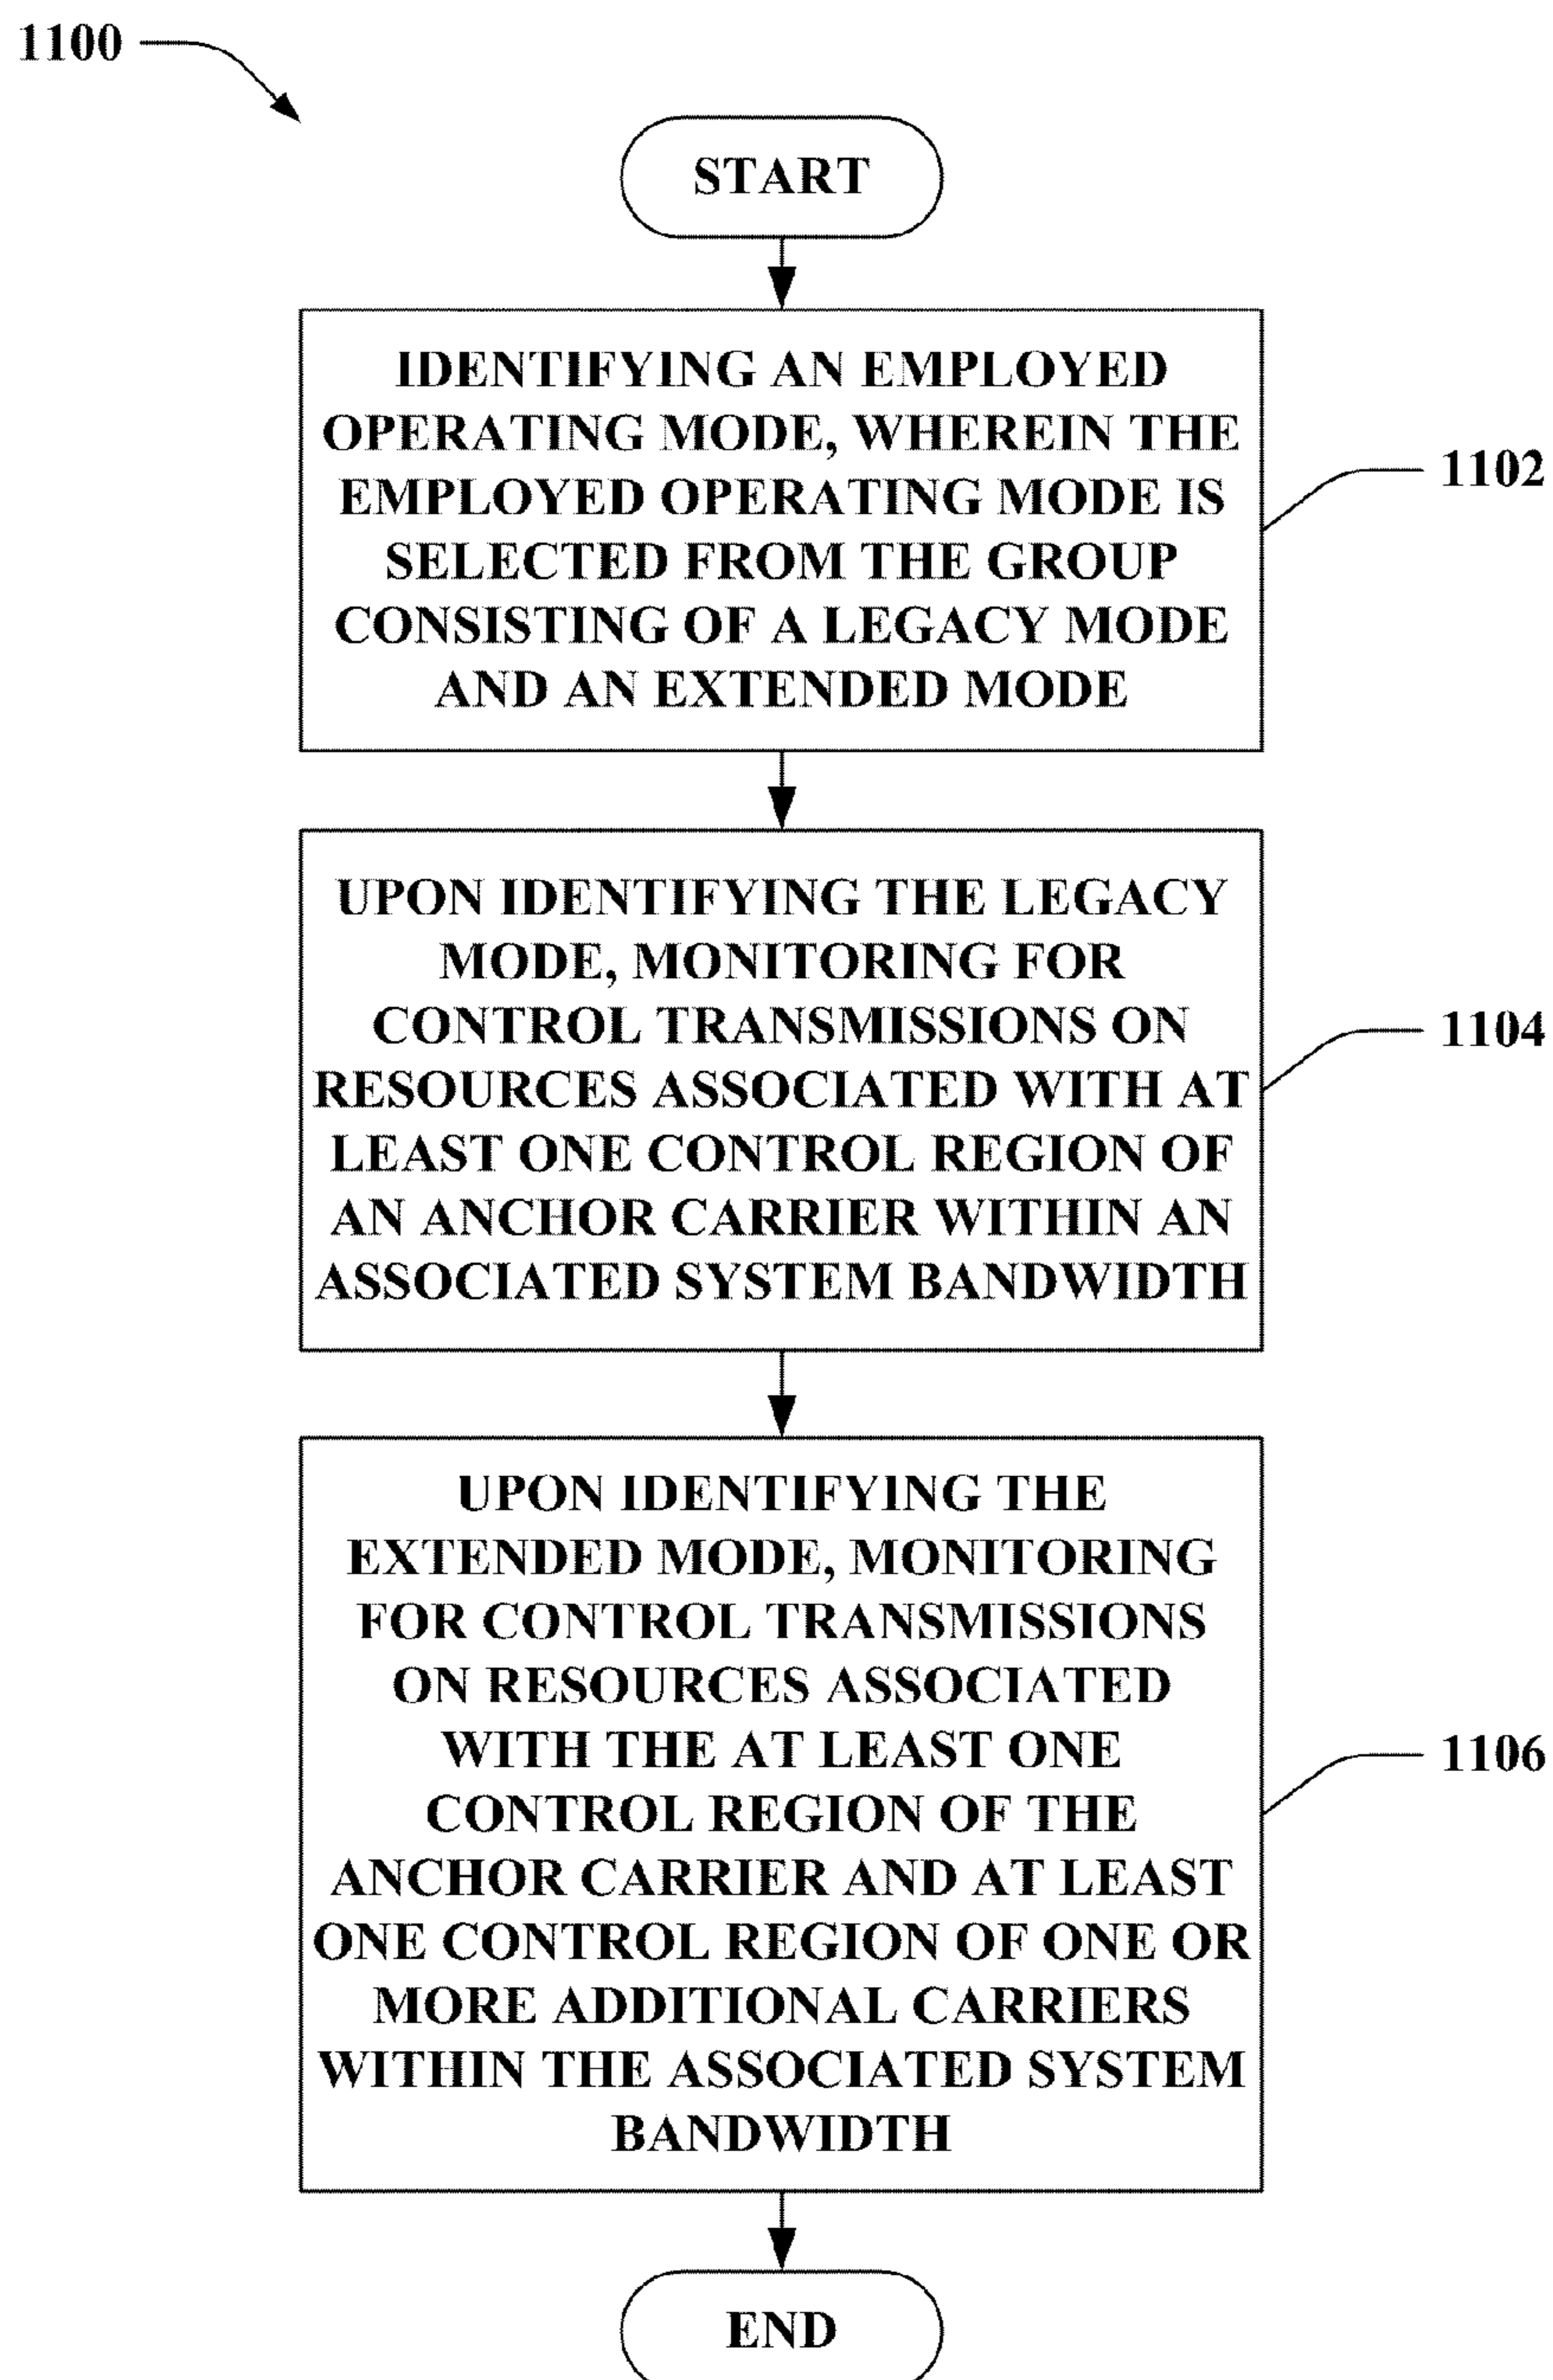 1100
START
IDENTIFYING AN EMPLOYED
OPERATING MODE, WHEREIN THE
EMPLOYED OPERATING MODE IS
SELECTED FROM THE GROUP
CONSISTING OF A LEGACY MODE
AND AN EXTENDED MODE
1102
UPON IDENTIFYING THE LEGACY
MODE, MONITORING FOR
CONTROL TRANSMISSIONS ON
RESOURCES ASSOCIATED WITH AT
LEAST ONE CONTROL REGION OF
AN ANCHOR CARRIER WITHIN AN
ASSOCIATED SYSTEM BANDWIDTH
1104
UPON IDENTIFYING THE
EXTENDED MODE, MONITORING
FOR CONTROL TRANSMISSIONS
ON RESOURCES ASSOCIATED
WITH THE AT LEAST ONE
CONTROL REGION OF THE
ANCHOR CARRIER AND AT LEAST
ONE CONTROL REGION OF ONE OR
MORE ADDITIONAL CARRIERS
WITHIN THE ASSOCIATED SYSTEM
BANDWIDTH
1106
END